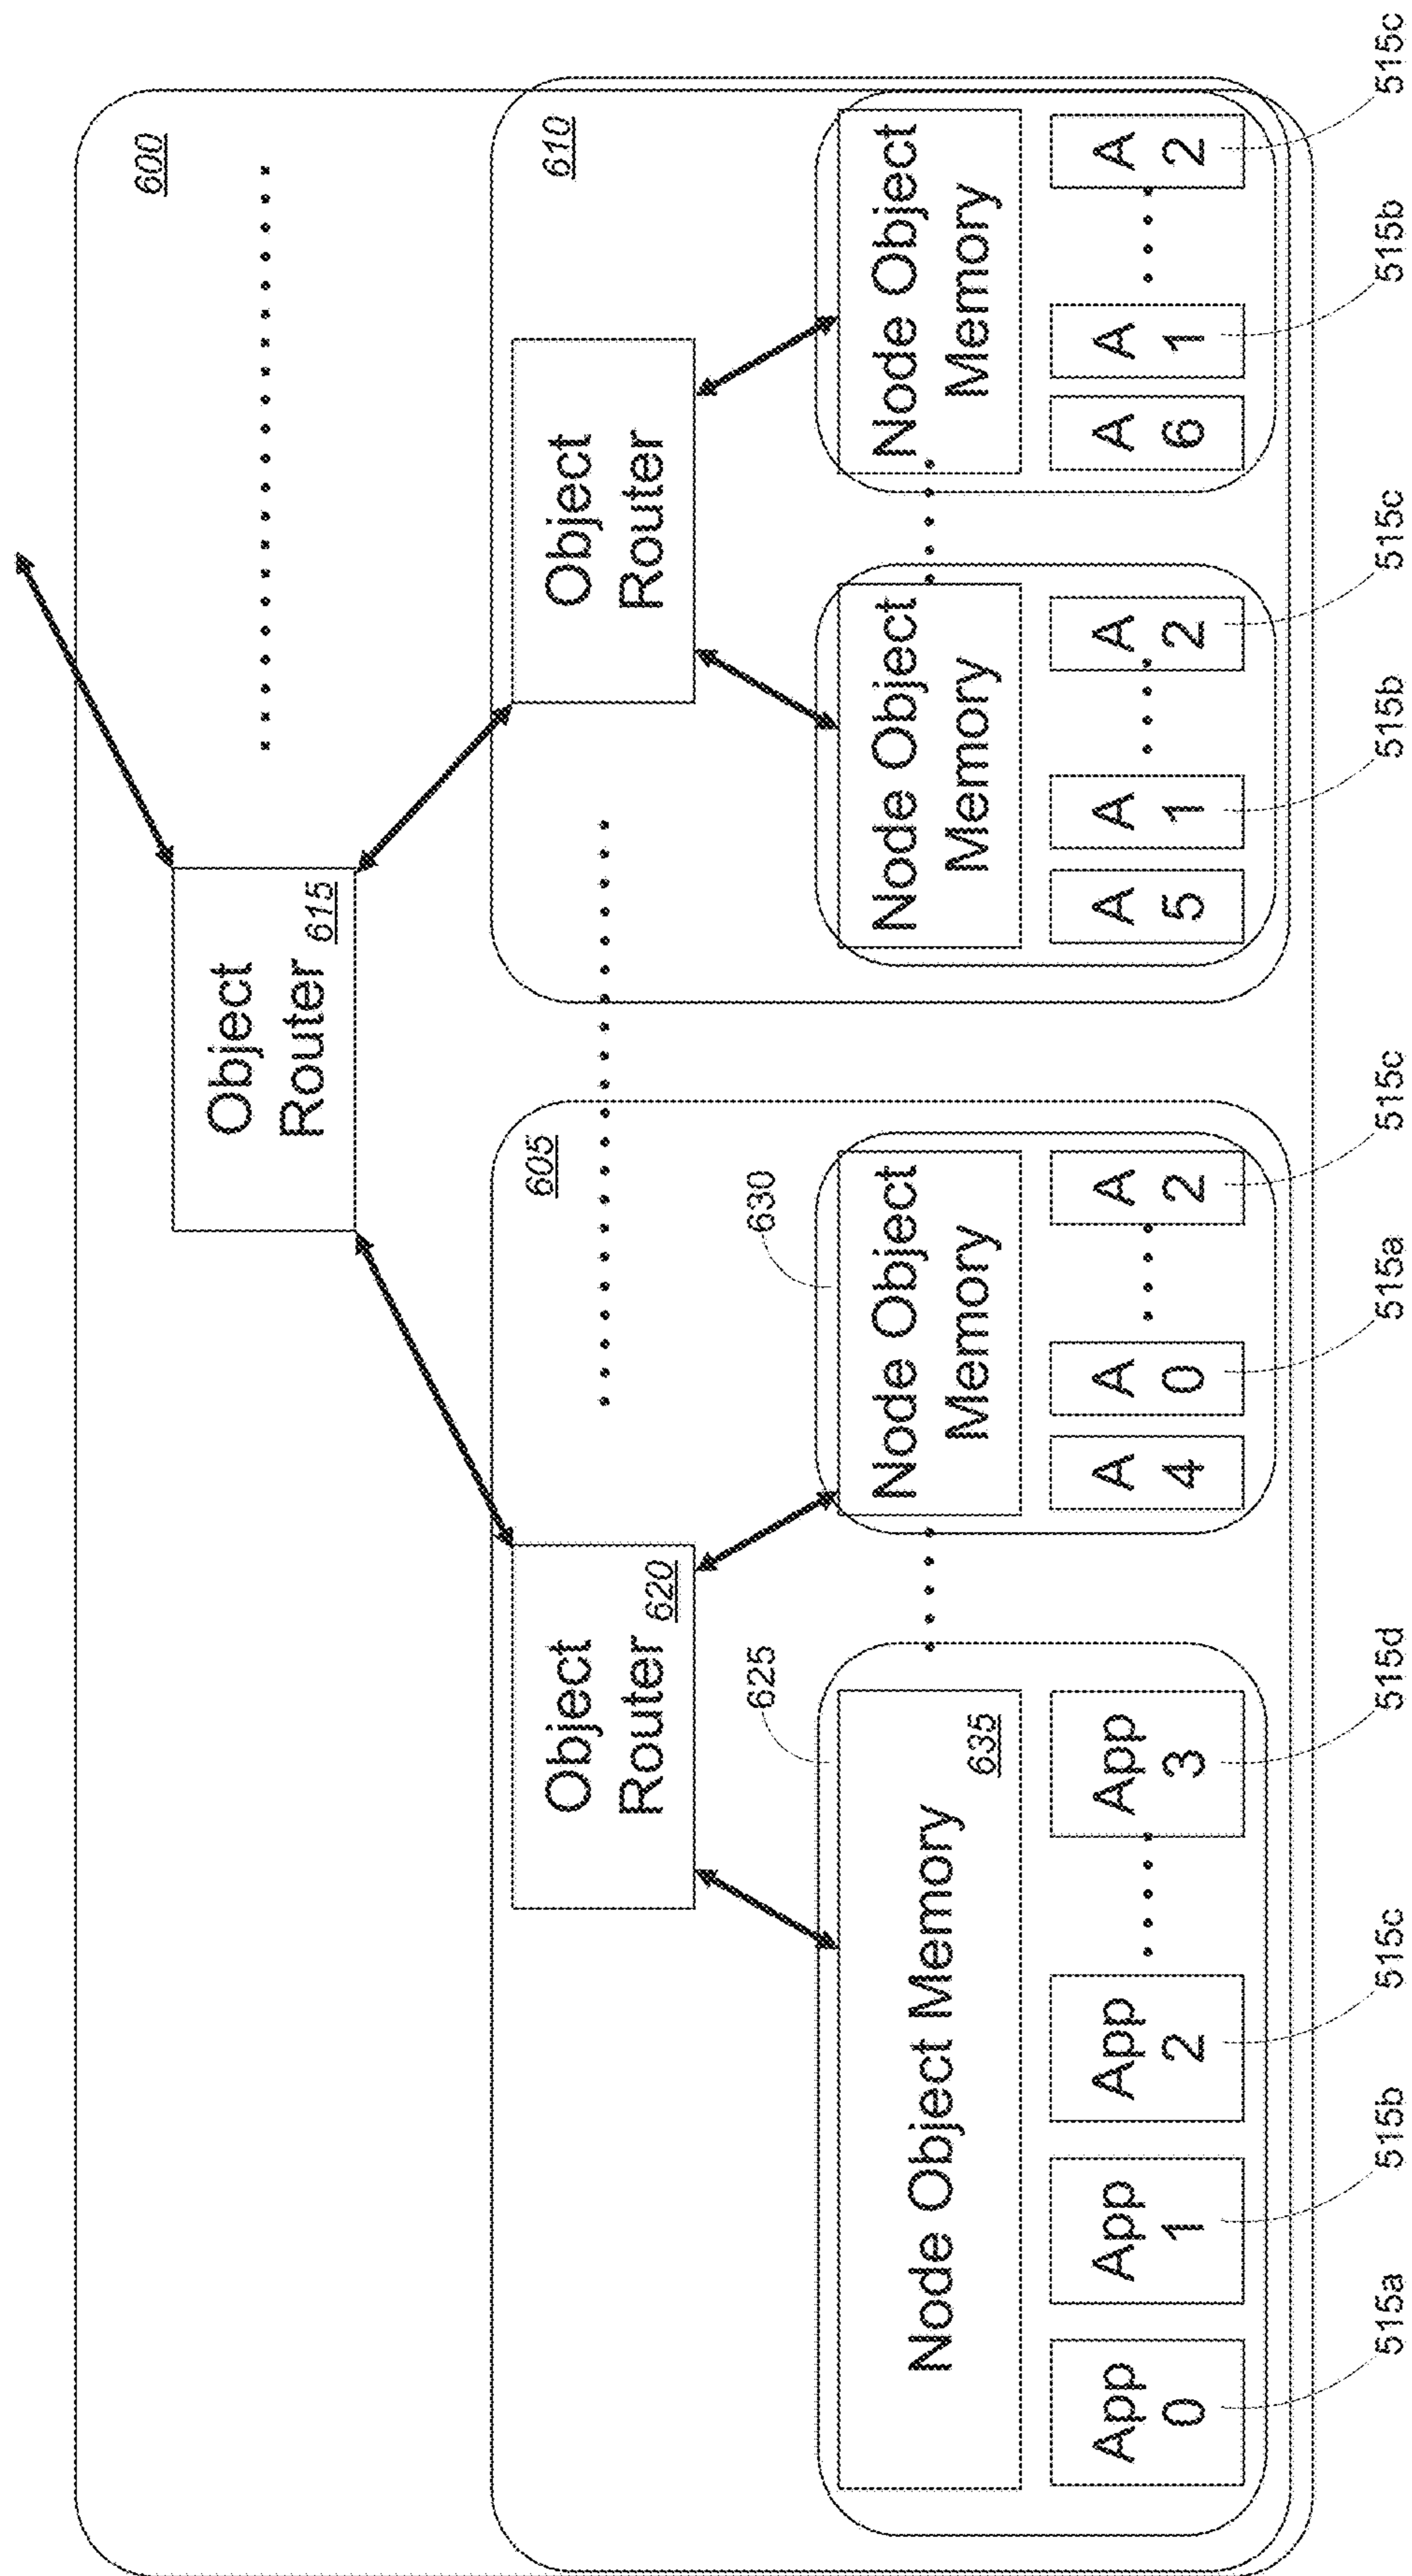 600
Object
Router
615
605
Object
Router
620
610
Object
Router
625
Node Object Memory
635
630
Node Object
Memory
Node Object
Memory
Node Object
Memory
App
0
App
1
App
2
App
3
A
4
A
0
A
2
A
5
A
1
A
2
A
6
A
1
A
2
515a
515b
515c
515d
515a
515c
515b
515c
515b
515c